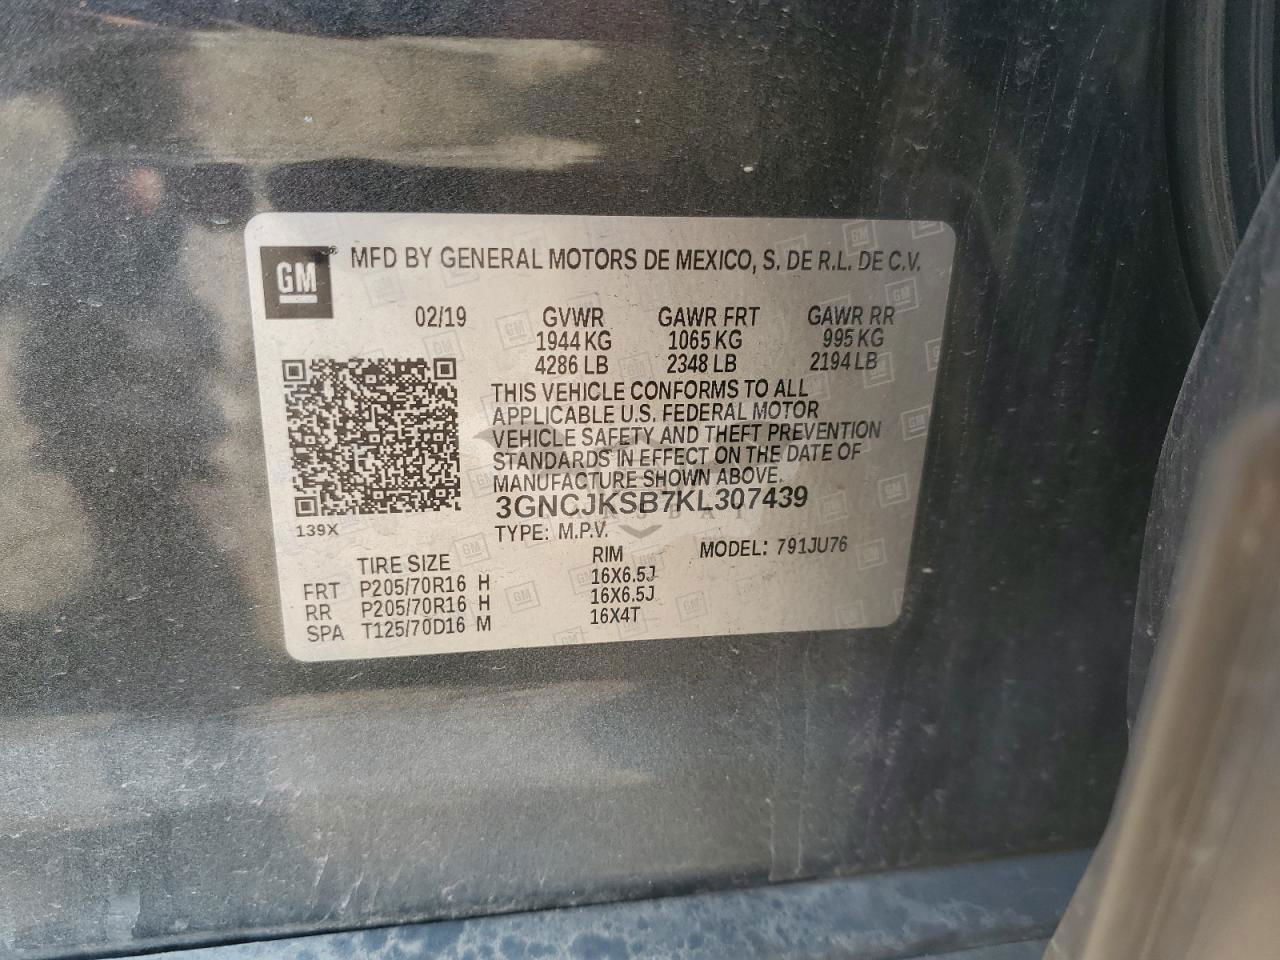 GM
® MFD BY GENERAL MOTORS DE MEXICO, S. DE R.L. DE C.V.
02/19 GVWR GAWR FRT GAWR RR
1944 KG 1065 KG 995 KG
4286 LB 2348 LB 2194 LB
THIS VEHICLE CONFORMS TO ALL
APPLICABLE U.S. FEDERAL MOTOR
VEHICLE SAFETY AND THEFT PREVENTION
STANDARDS IN EFFECT ON THE DATE OF
MANUFACTURE SHOWN ABOVE.
3GNCJKSB7KL307439
139X
TYPE: M.P.V.
TIRE SIZE RIM MODEL: 791JU76
FRT P205/70R16 H 16X6.5J
RR P205/70R16 H 16X6.5J
SPA T125/70D16 M 16X4T